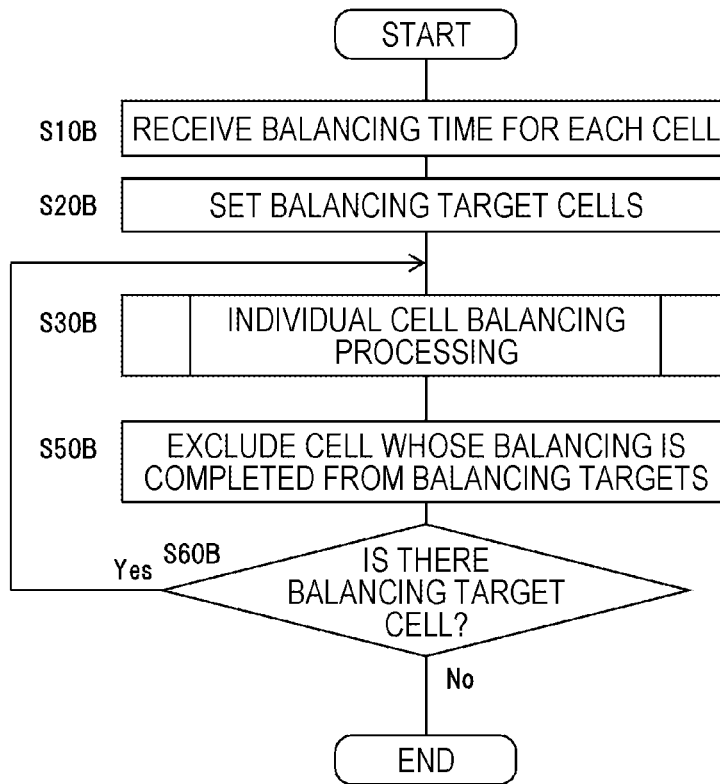 START
S10B RECEIVE BALANCING TIME FOR EACH CELL
S20B SET BALANCING TARGET CELLS
S30B INDIVIDUAL CELL BALANCING
PROCESSING
S50B EXCLUDE CELL WHOSE BALANCING IS
COMPLETED FROM BALANCING TARGETS
S60B
IS THERE
Yes BALANCING TARGET
CELL?
No
END